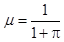 μ = 1/(1 + π)